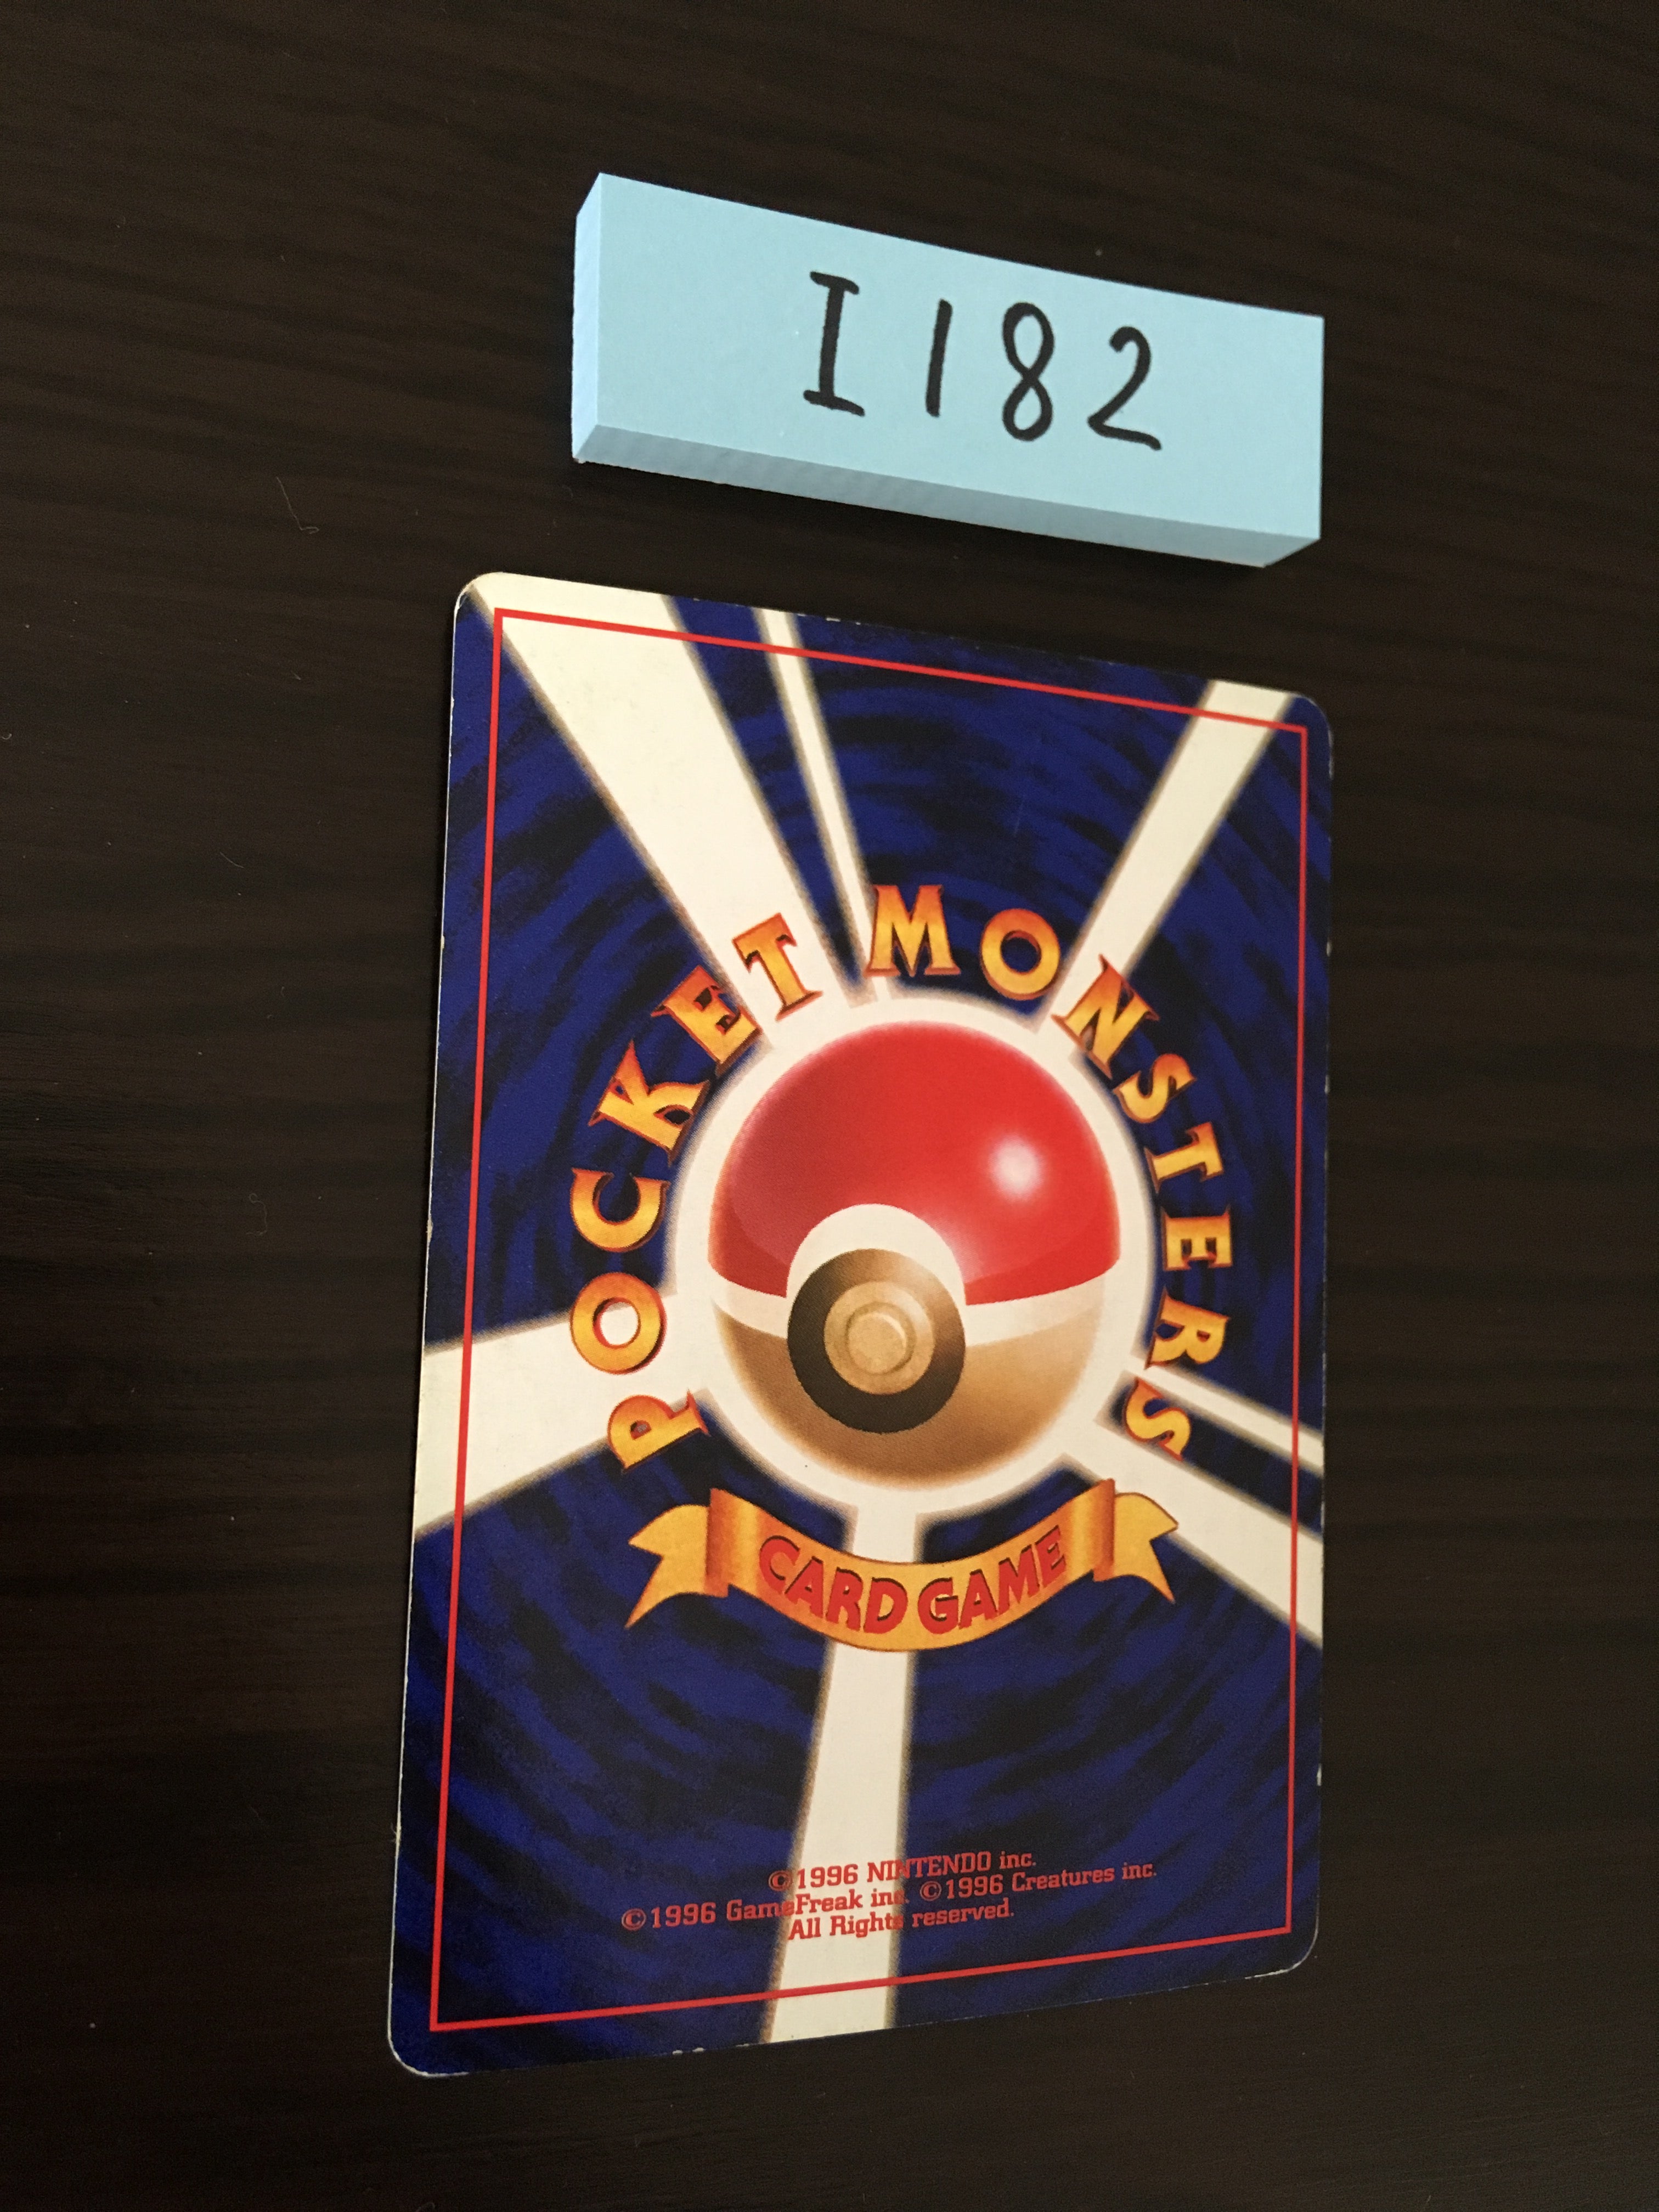 I182
POCKET MONSTERS
CARD GAME
©1996 NINTENDO inc.
©1996 GameFreak inc. ©1996 Creatures inc.
All Rights reserved.